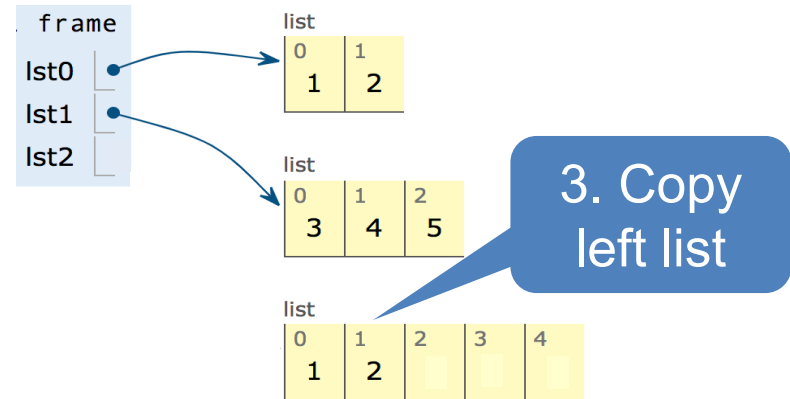 frame
lst0
lst1
lst2
list
0 1
1 2
list
0 1 2
3 4 5
3. Copy
left list
list
0 1 2 3 4
1 2